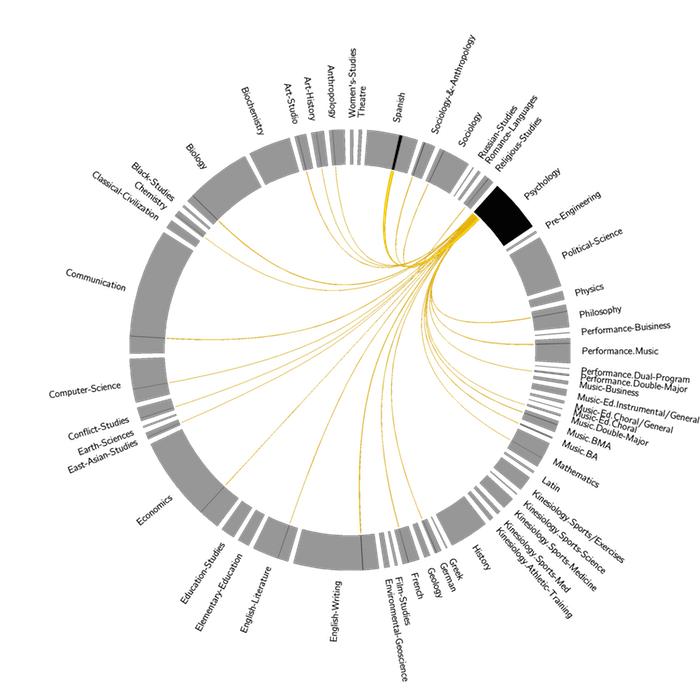 Spanish
Sociology-&-Anthropology
Sociology
Russian-Studies
Romance-Languages
Religious-Studies
Psychology
Pre-Engineering
Political-Science
Physics
Philosophy
Performance-Buisiness
Performance.Music
Performance.Dual-Program
Performance.Double-Major
Music-Business
Music-Ed.Instrumental/General
Music-Ed.Choral/General
Music-Ed.Choral
Music.Double-Major
Music.BMA
Music.BA
Mathematics
Latin
Kinesiology.Sports/Exercises
Kinesiology.Sports-Science
Kinesiology.Sports-Medicine
Kinesiology.Sports-Med
Kinesiology.Athletic-Training
History
Greek
German
Geology
French
Film-Studies
Environmental-Geoscience
English-Writing
English-Literature
Elementary-Education
Education-Studies
Economics
East-Asian-Studies
Earth-Sciences
Conflict-Studies
Computer-Science
Communication
Classical-Civilization
Chemistry
Black-Studies
Biology
Biochemistry
Art-Studio
Art-History
Anthropology
Women's-Studies
Theatre